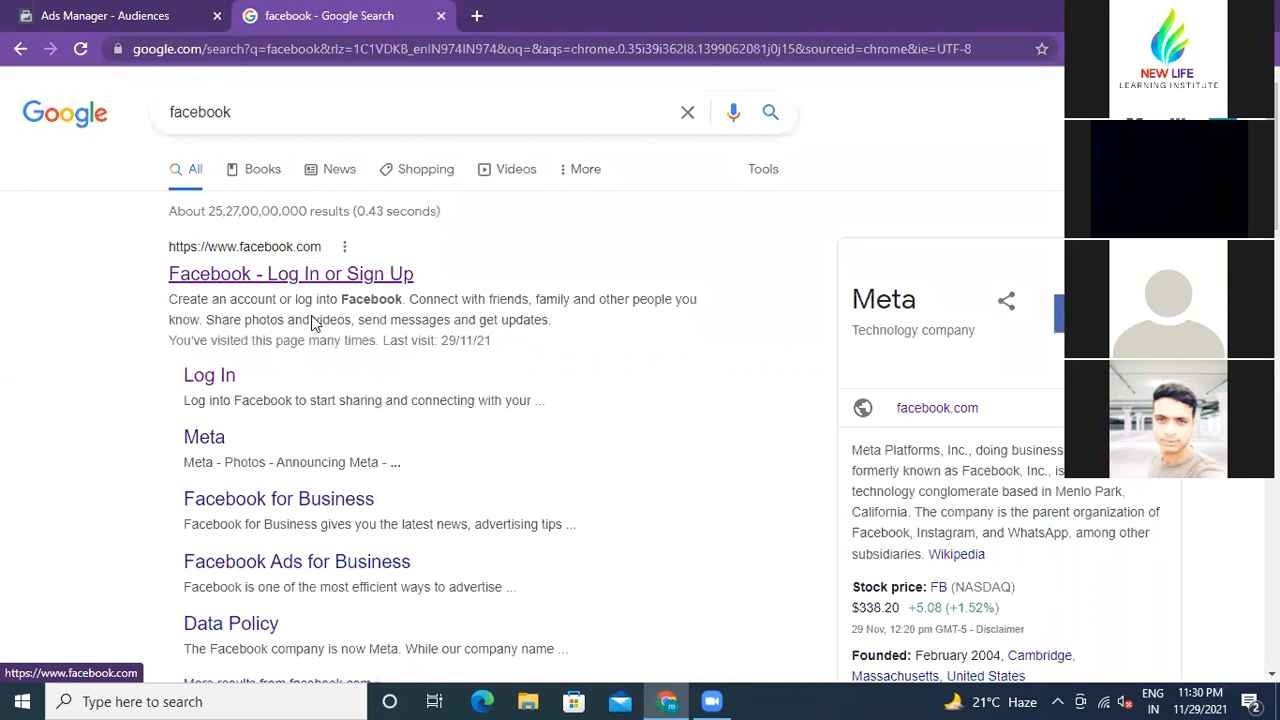 Ads Manager - Audiences
facebook - Google Search
google.com/search?q=facebook&rlz=1C1VDKB_enIN974IN974&oq=&aqs=chrome.0.35i39i362l8.1399062081j0j15&sourceid=chrome&ie=UTF-8
Google
facebook
All
Books
News
Shopping
Videos
More
Tools
About 25,27,00,00,000 results (0.43 seconds)
https://www.facebook.com
Facebook - Log In or Sign Up
Create an account or log into Facebook. Connect with friends, family and other people you
know. Share photos and videos, send messages and get updates.
You've visited this page many times. Last visit: 29/11/21
Log In
Log into Facebook to start sharing and connecting with your ...
Meta
Meta - Photos - Announcing Meta - ...
Facebook for Business
Facebook for Business gives you the latest news, advertising tips ...
Facebook Ads for Business
Facebook is one of the most efficient ways to advertise ...
Data Policy
The Facebook company is now Meta. While our company name ...
More results from facebook.com »
Meta
Technology company
facebook.com
Meta Platforms, Inc., doing business
formerly known as Facebook, Inc., is
technology conglomerate based in Menlo Park,
California. The company is the parent organization of
Facebook, Instagram, and WhatsApp, among other
subsidiaries. Wikipedia
Stock price: FB (NASDAQ)
$338.20 +5.08 (+1.52%)
29 Nov, 12:20 pm GMT-5 - Disclaimer
Founded: February 2004, Cambridge,
Massachusetts, United States
NEW LIFE
LEARNING INSTITUTE
https://www.facebook.com
Type here to search
21°C Haze
ENG
IN
11:30 PM
11/29/2021
2